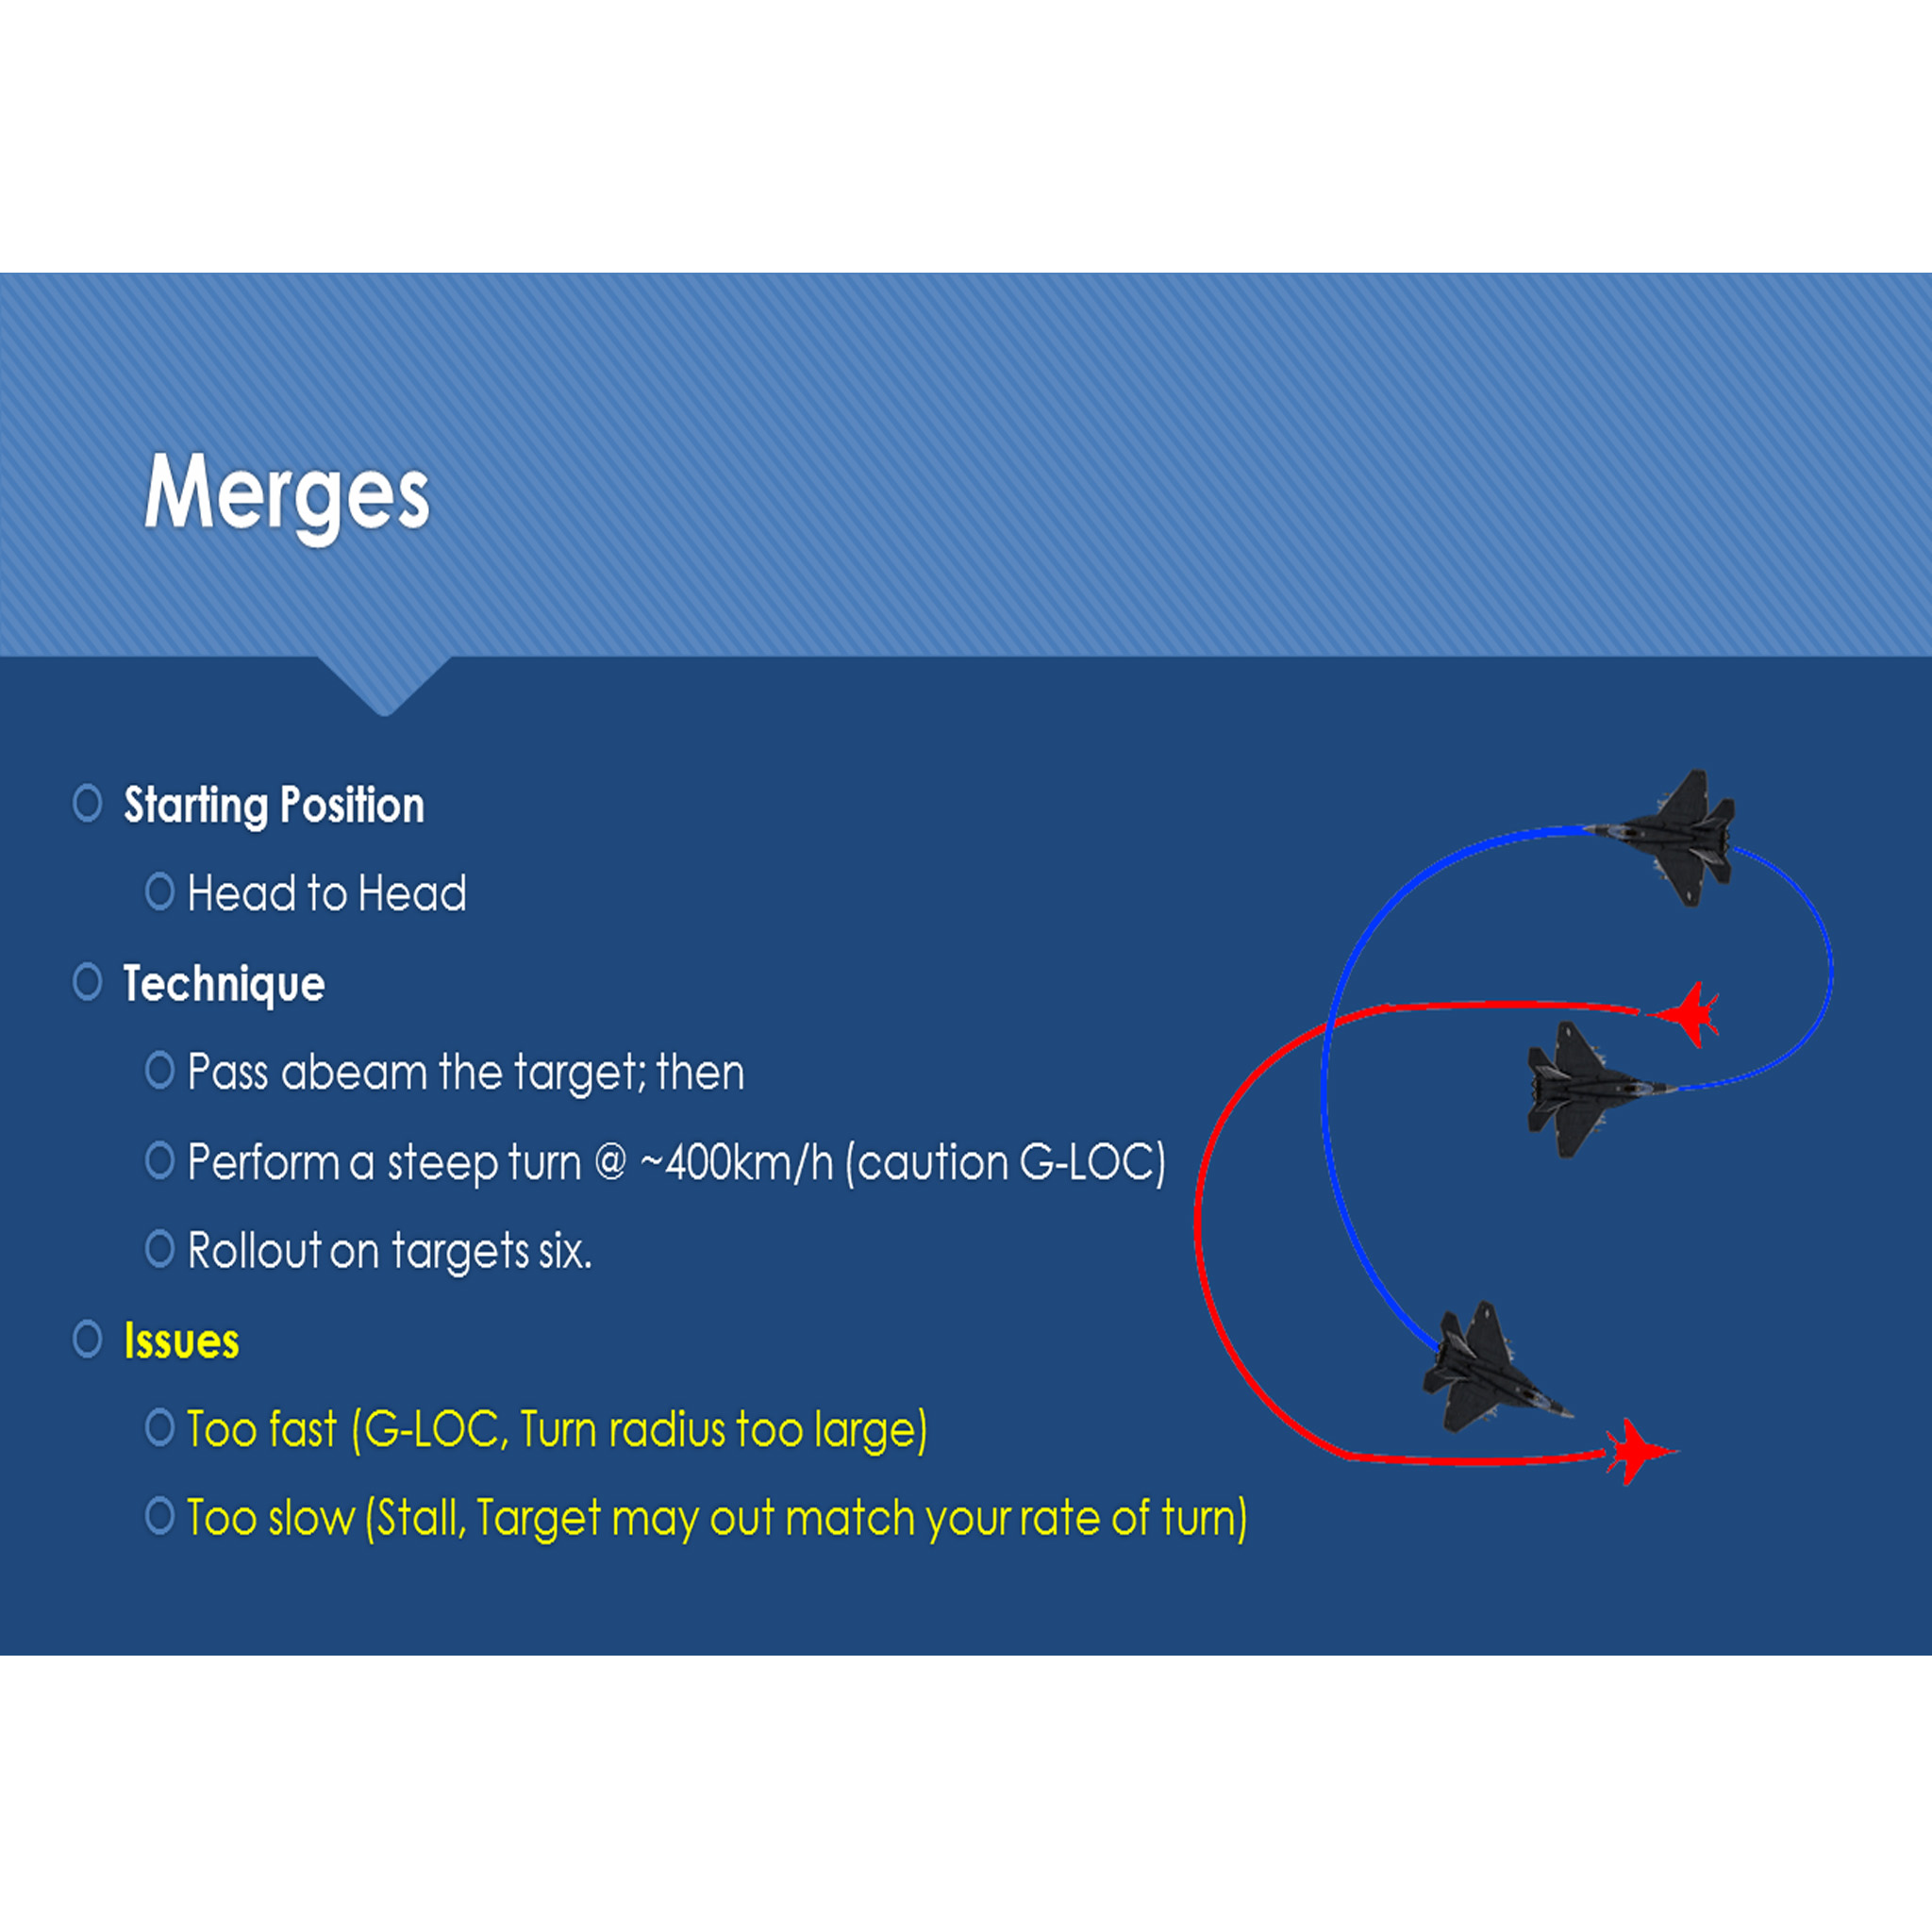 Merges
Starting Position
Head to Head
Technique
Pass abeam the target; then
Perform a steep turn @ ~400km/h (caution G-LOC)
Rollout on targets six.
Issues
Too fast (G-LOC, Turn radius too large)
Too slow (Stall, Target may out match your rate of turn)